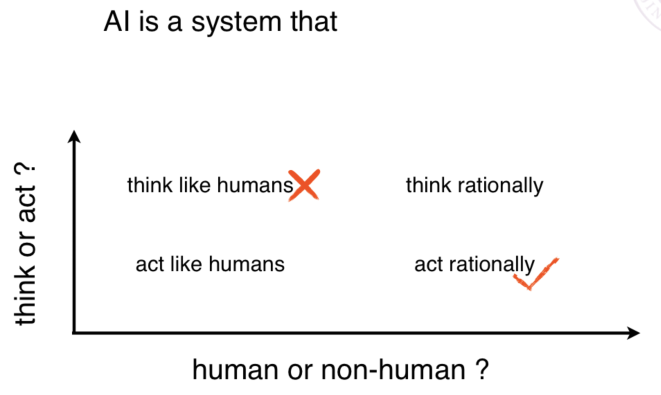 AI is a system that
think or act ?
think like humans
think rationally
act like humans
act rationally
human or non-human ?